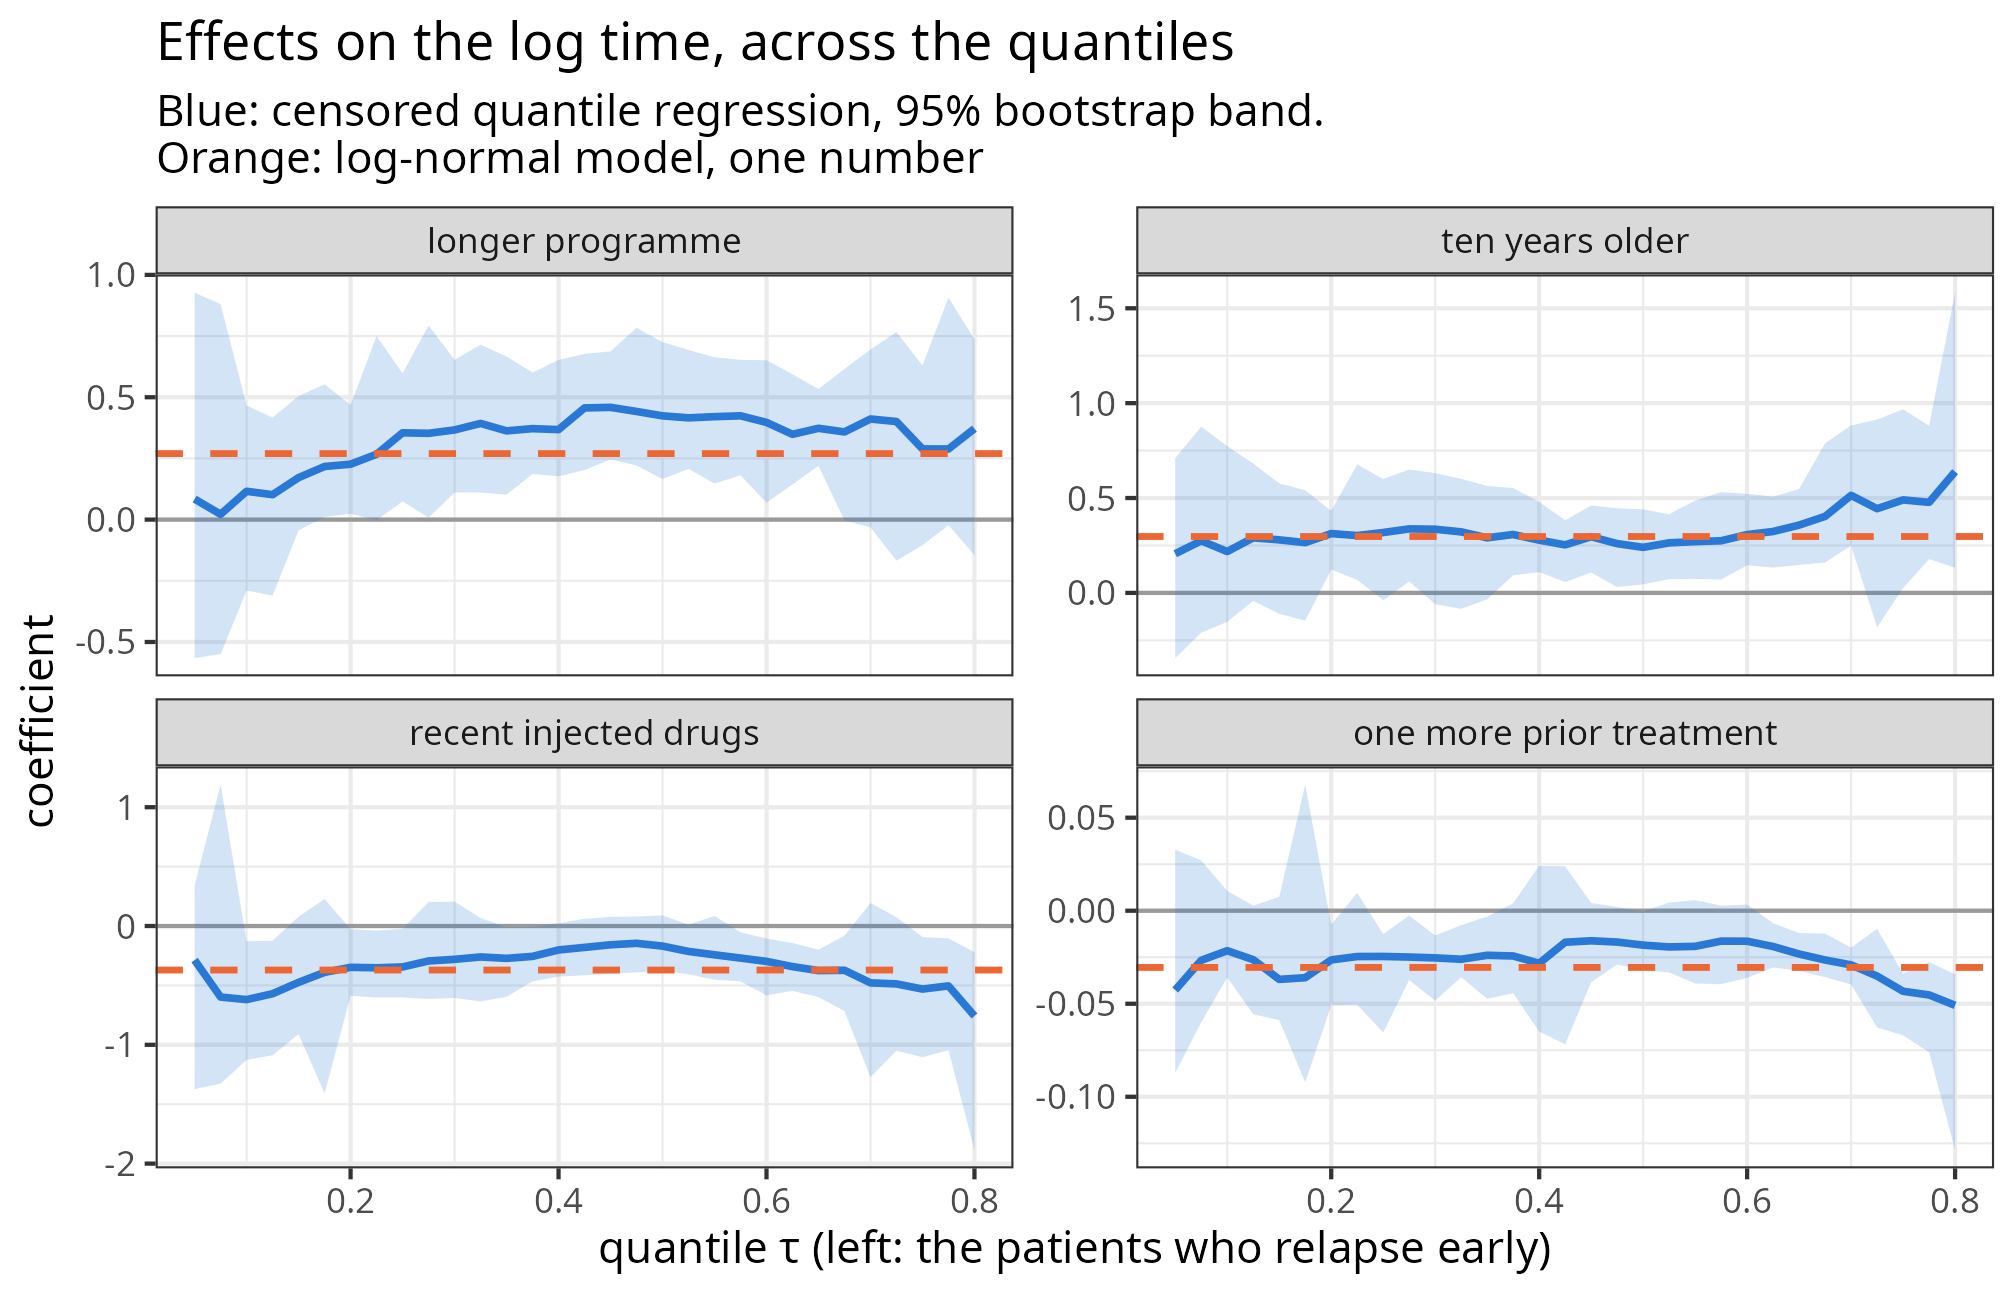 Effects on the log time, across the quantiles
Blue: censored quantile regression, 95% bootstrap band.
Orange: log-normal model, one number
longer programme
ten years older
1.0
0.5
0.0
-0.5
1.5
1.0
0.5
0.0
coefficient
recent injected drugs
one more prior treatment
1
0
-1
-2
0.05
0.00
-0.05
-0.10
0.2 0.4 0.6 0.8
0.2 0.4 0.6 0.8
quantile τ (left: the patients who relapse early)